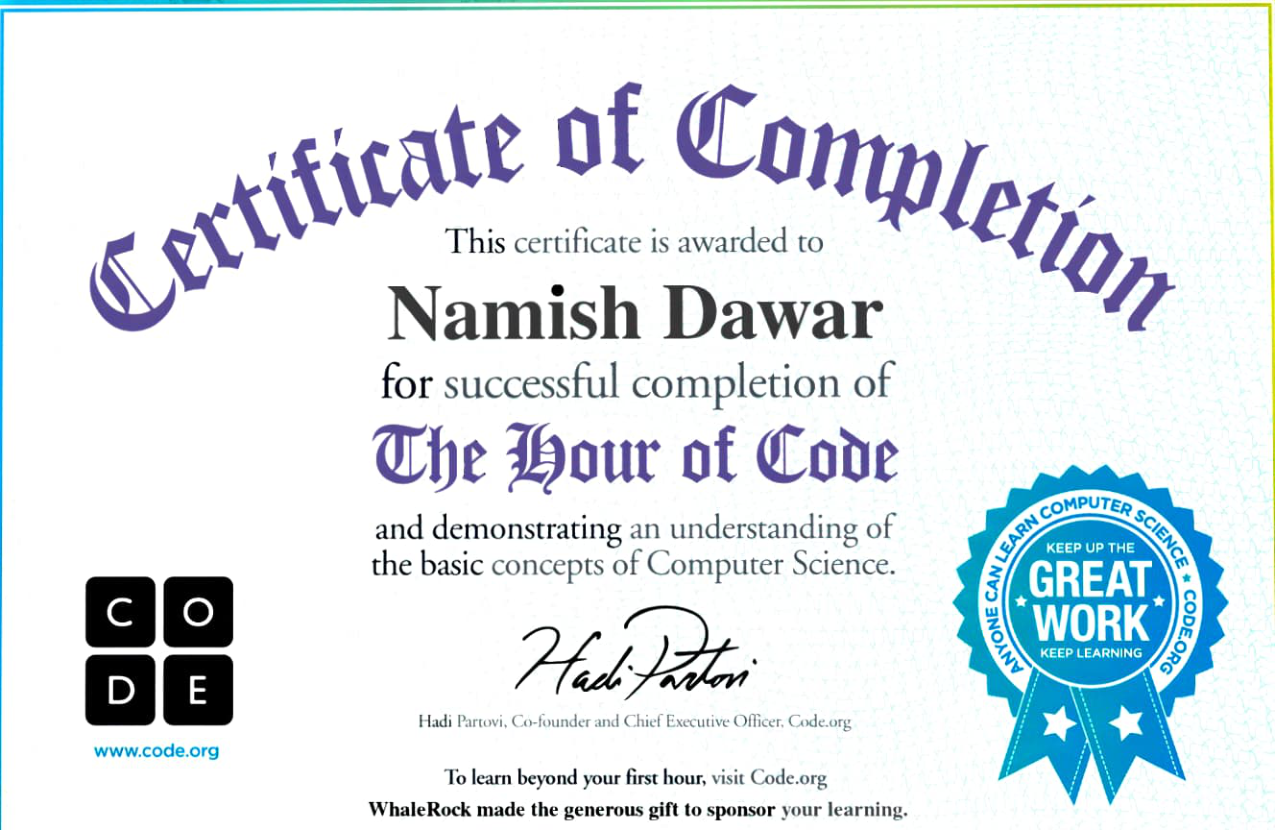 Certificate of Completion
This certificate is awarded to
Namish Dawar
for successful completion of
The Hour of Code
and demonstrating an understanding of
the basic concepts of Computer Science.
Hadi Partovi
Hadi Partovi, Co-founder and Chief Executive Officer, Code.org
To learn beyond your first hour, visit Code.org
WhaleRock made the generous gift to sponsor your learning.
C O
D E
www.code.org
ANYONE CAN LEARN COMPUTER SCIENCE ★ CODE.ORG
KEEP UP THE
GREAT
WORK
KEEP LEARNING